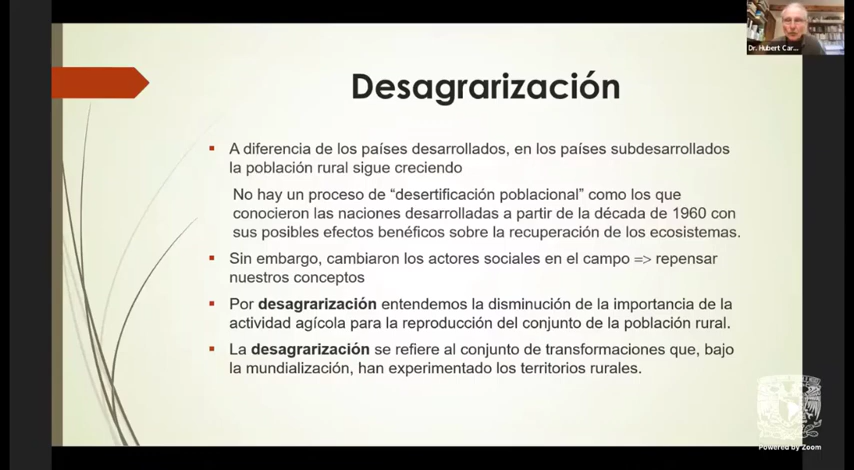 Dr. Hubert Car...
Desagrarización
A diferencia de los países desarrollados, en los países subdesarrollados
la población rural sigue creciendo
No hay un proceso de “desertificación poblacional” como los que
conocieron las naciones desarrolladas a partir de la década de 1960 con
sus posibles efectos benéficos sobre la recuperación de los ecosistemas.
Sin embargo, cambiaron los actores sociales en el campo => repensar
nuestros conceptos
Por desagrarización entendemos la disminución de la importancia de la
actividad agícola para la reproducción del conjunto de la población rural.
La desagrarización se refiere al conjunto de transformaciones que, bajo
la mundialización, han experimentado los territorios rurales.
Powered by Zoom